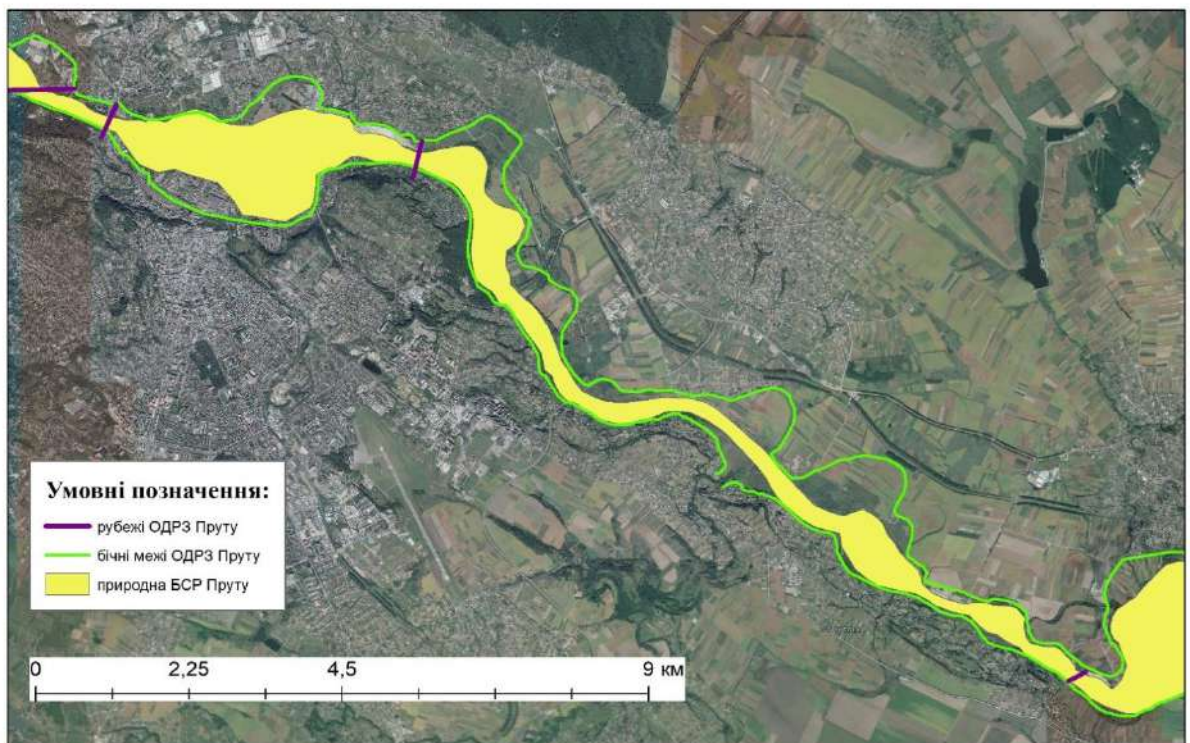 Умовні позначення:
рубежі ОДРЗ Пруту
бічні межі ОДРЗ Пруту
природна БСР Пруту
0 2,25 4,5 9 км